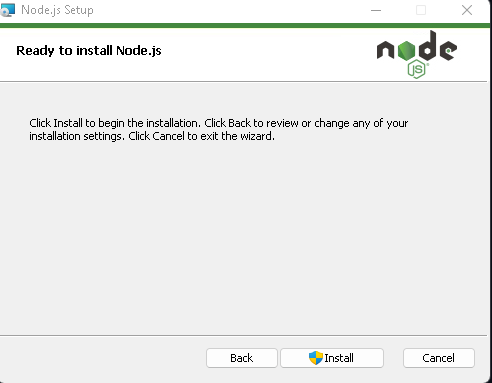 Node.js Setup
Ready to install Node.js
node
JS
Click Install to begin the installation. Click Back to review or change any of your
installation settings. Click Cancel to exit the wizard.
Back
Install
Cancel